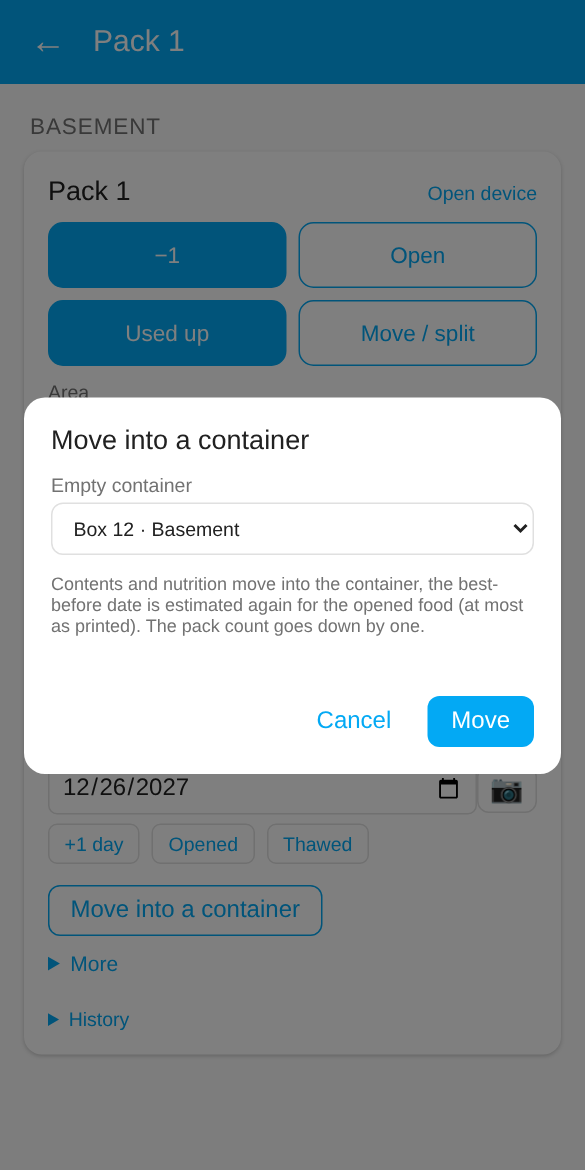 ← Pack 1
BASEMENT
Pack 1
Open device
−1
Open
Used up
Move / split
Area
Move into a container
Empty container
Box 12 · Basement
Contents and nutrition move into the container, the best-
before date is estimated again for the opened food (at most
as printed). The pack count goes down by one.
Cancel
Move
12/26/2027
+1 day
Opened
Thawed
Move into a container
More
History